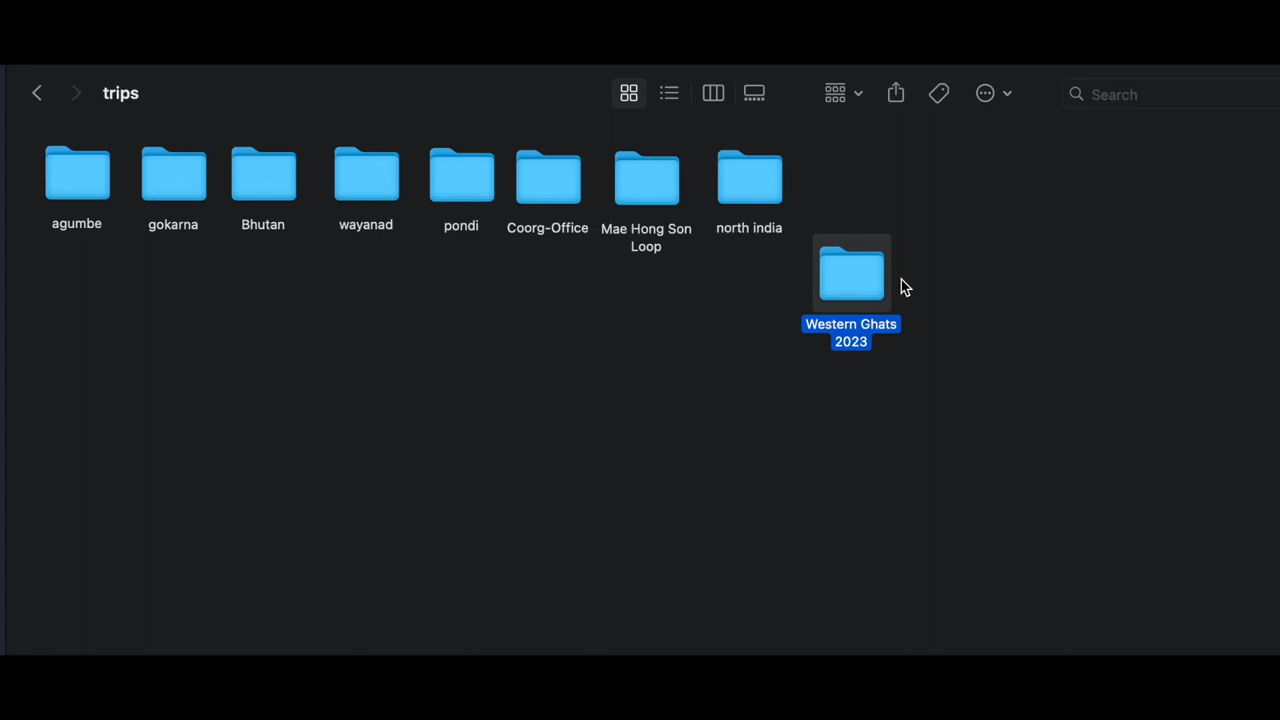 trips
Search
agumbe
gokarna
Bhutan
wayanad
pondi
Coorg-Office
Mae Hong Son
Loop
north india
Western Ghats
2023